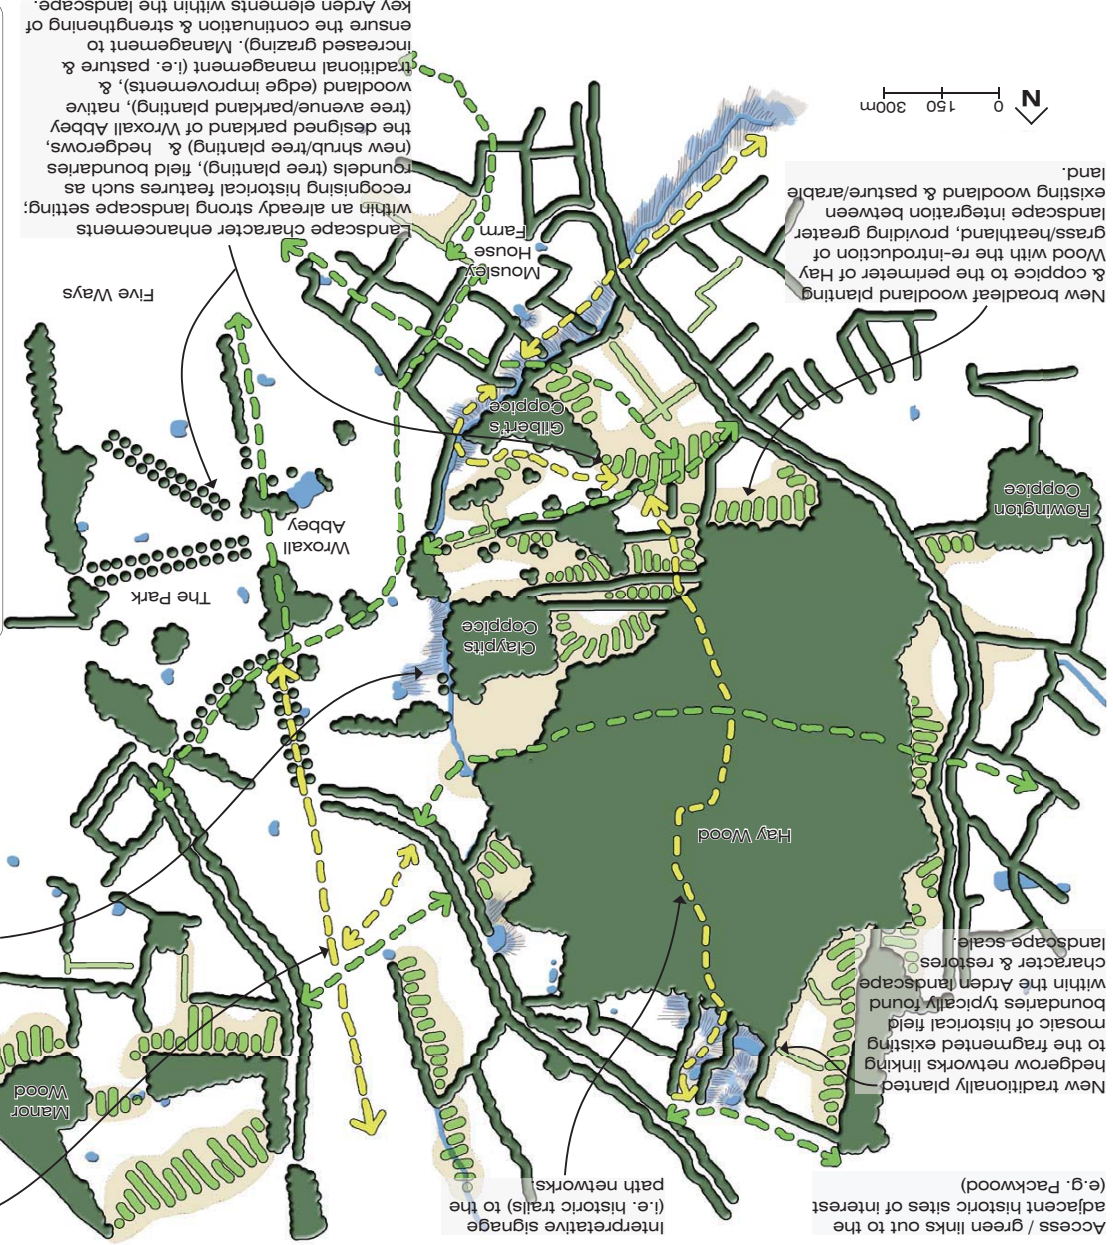 Access / green links out to the
adjacent historic sites of interest
(e.g. Packwood)
Interpretative signage
(i.e. historic trails) to the
path networks.
New traditionally planted
hedgerow networks linking
to the fragmented existing
mosaic of historical field
boundaries typically found
within the Arden landscape
character & restores
landscape scale.
Manor
Wood
Hay Wood
Claypits
Coppice
The Park
Wroxall
Abbey
Rowington
Coppice
Gilbert's
Coppice
Five Ways
New broadleaf woodland planting
& coppice to the perimeter of Hay
Wood with the re-introduction of
grass/heathland, providing greater
landscape integration between
existing woodland & pasture/arable
land.
Mousley
House
Farm
Landscape character enhancements
within an already strong landscape setting;
recognising historical features such as
roundels (tree planting), field boundaries
(new shrub/tree planting) & hedgerows,
the designed parkland of Wroxall Abbey
(tree avenue/parkland planting), native
woodland (edge improvements), &
traditional management (i.e. pasture &
increased grazing). Management to
ensure the continuation & strengthening of
key Arden elements within the landscape.
N
0 150 300m